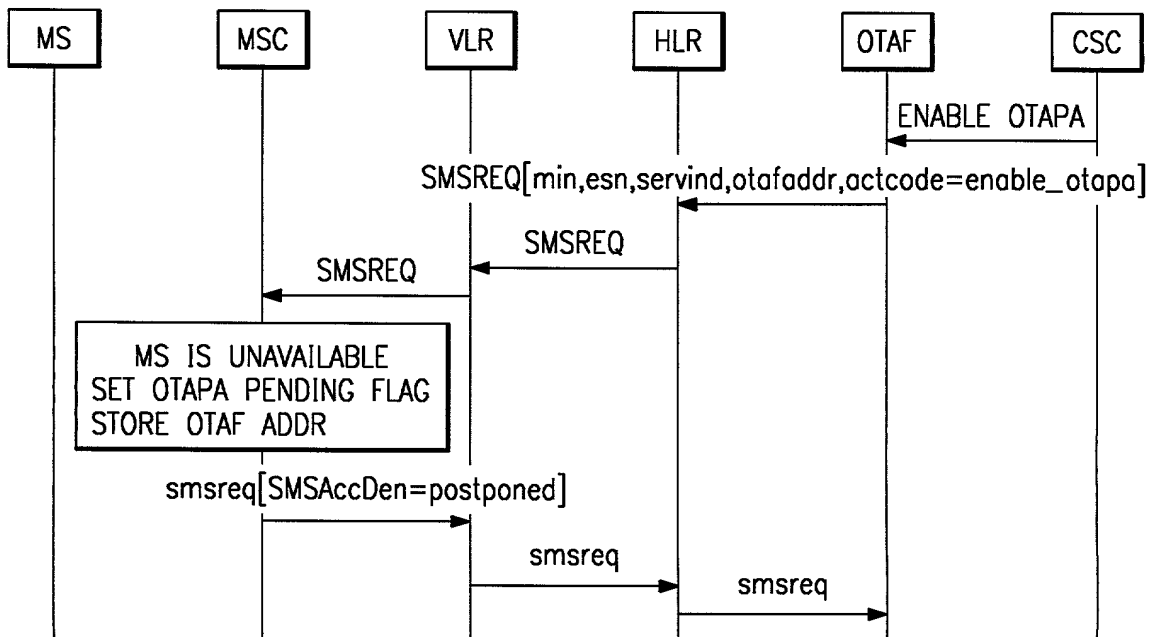 MS MSC VLR HLR OTAF CSC
ENABLE OTAPA
SMSREQ[min,esn,servind,otafaddr,actcode=enable_otapa]
SMSREQ
SMSREQ
MS IS UNAVAILABLE
SET OTAPA PENDING FLAG
STORE OTAF ADDR
smsreq[SMSAccDen=postponed]
smsreq
smsreq